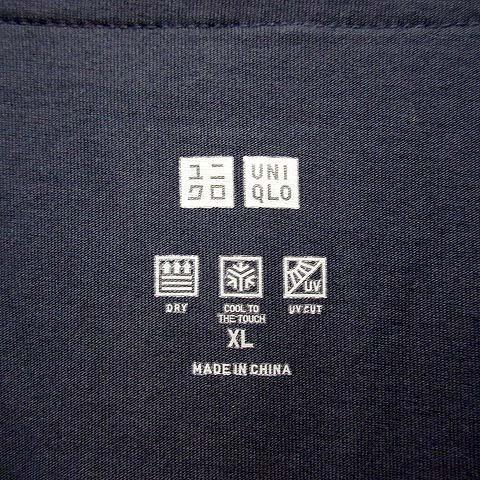 ユニ UNI
クロ QLO
UV
DRY COOL TO THE TOUCH UV CUT
XL
MADE IN CHINA